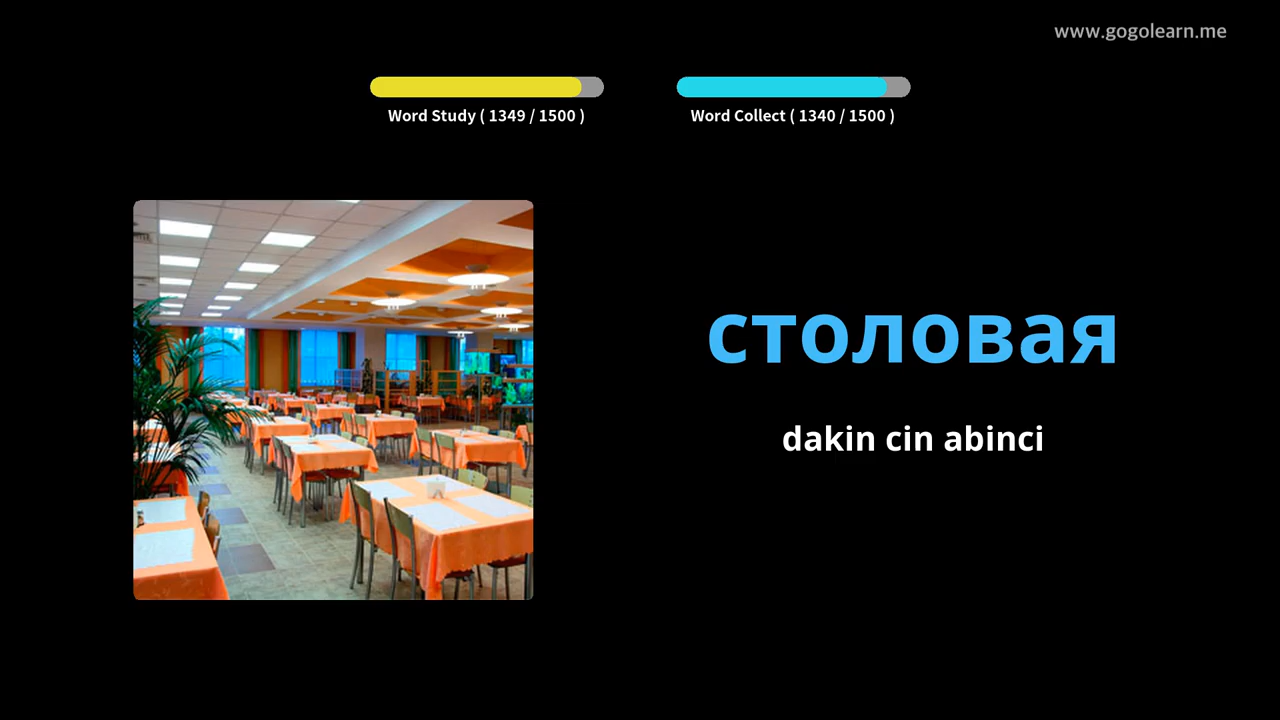 www.gogolearn.me
Word Study ( 1349 / 1500 )
Word Collect ( 1340 / 1500 )
столовая
dakin cin abinci